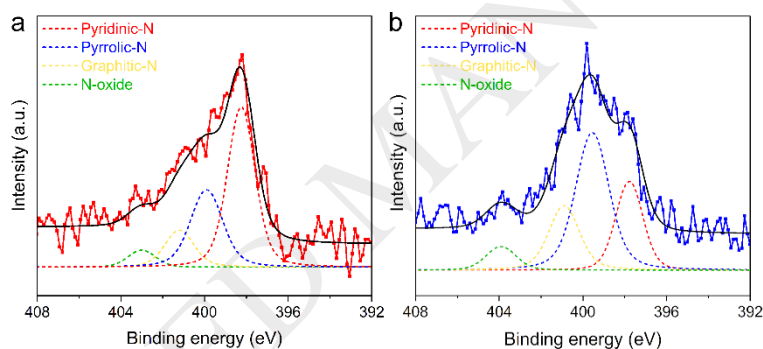 a
Pyridinic-N
Pyrrolic-N
Graphitic-N
N-oxide
Intensity (a.u.)
408 404 400 396 392
Binding energy (eV)
b
Pyridinic-N
Pyrrolic-N
Graphitic-N
N-oxide
Intensity (a.u.)
408 404 400 396 392
Binding energy (eV)